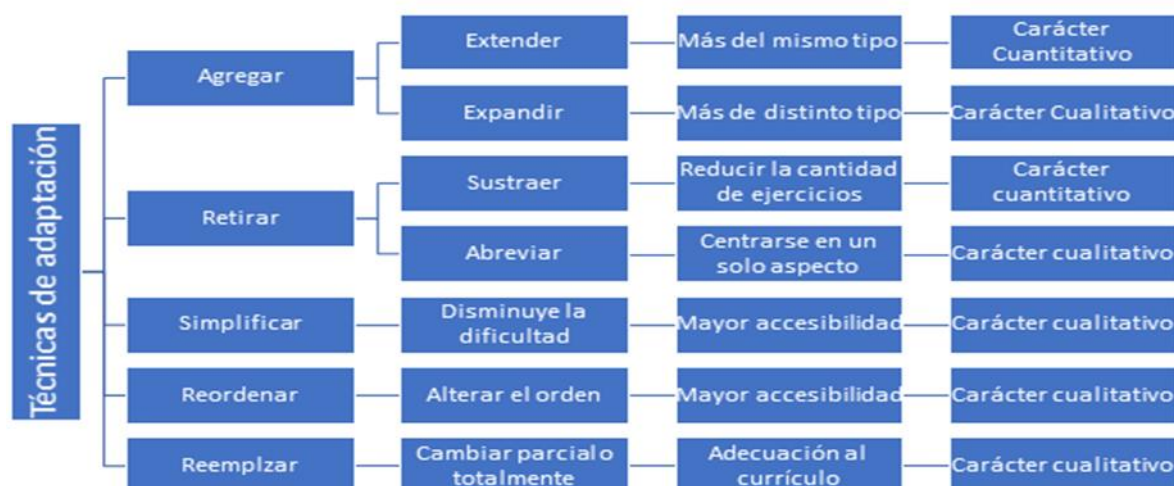 Técnicas de adaptación
Agregar
Extender
Más del mismo tipo
Carácter
Cuantitativo
Expandir
Más de distinto tipo
Carácter Cualitativo
Retirar
Sustraer
Reducir la cantidad
de ejercicios
Carácter
cuantitativo
Abreviar
Centrarse en un
solo aspecto
Carácter cualitativo
Simplificar
Disminuye la
dificultad
Mayor accesibilidad
Carácter cualitativo
Reordenar
Alterar el orden
Mayor accesibilidad
Carácter cualitativo
Reemplzar
Cambiar parcial o
totalmente
Adecuación al
currículo
Carácter cualitativo